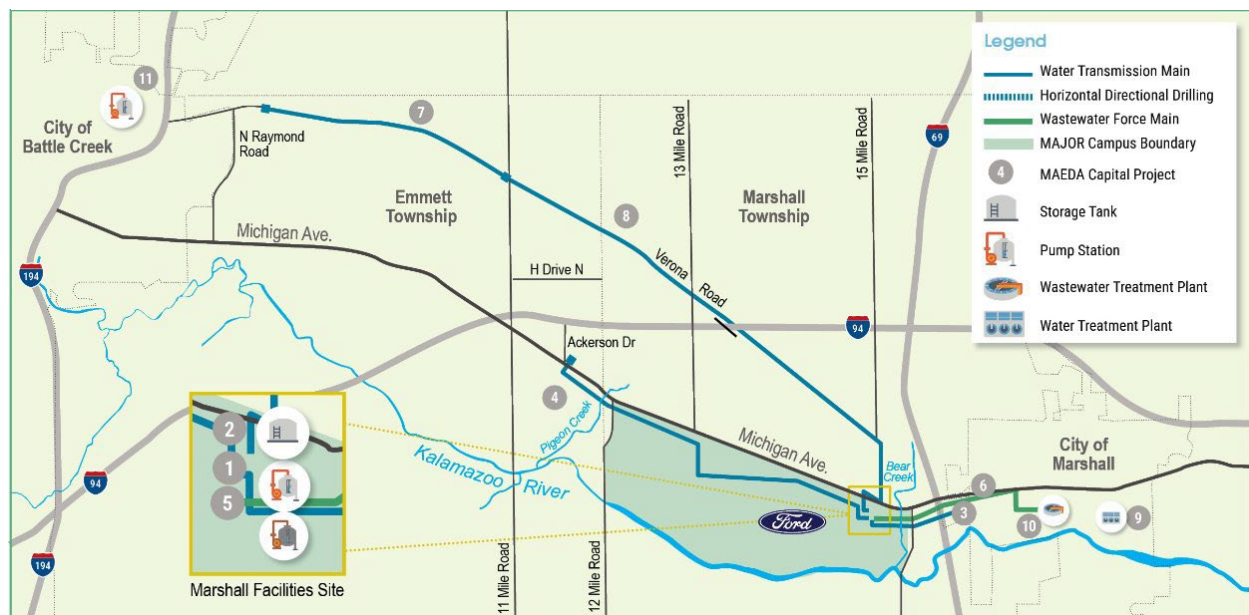 Legend
Water Transmission Main
Horizontal Directional Drilling
Wastewater Force Main
MAJOR Campus Boundary
4
MAEDA Capital Project
Storage Tank
Pump Station
Wastewater Treatment Plant
Water Treatment Plant
11
City of
Battle Creek
N Raymond
Road
7
Emmett
Township
Michigan Ave.
8
13 Mile Road
Marshall
Township
15 Mile Road
69
194
H Drive N
Verona
Road
94
Ackerson Dr
4
Pigeon Creek
Kalamazoo
River
Michigan Ave.
Bear
Creek
City of
Marshall
6
3
10
9
Ford
2
1
5
94
194
Marshall Facilities Site
11 Mile Road
12 Mile Road